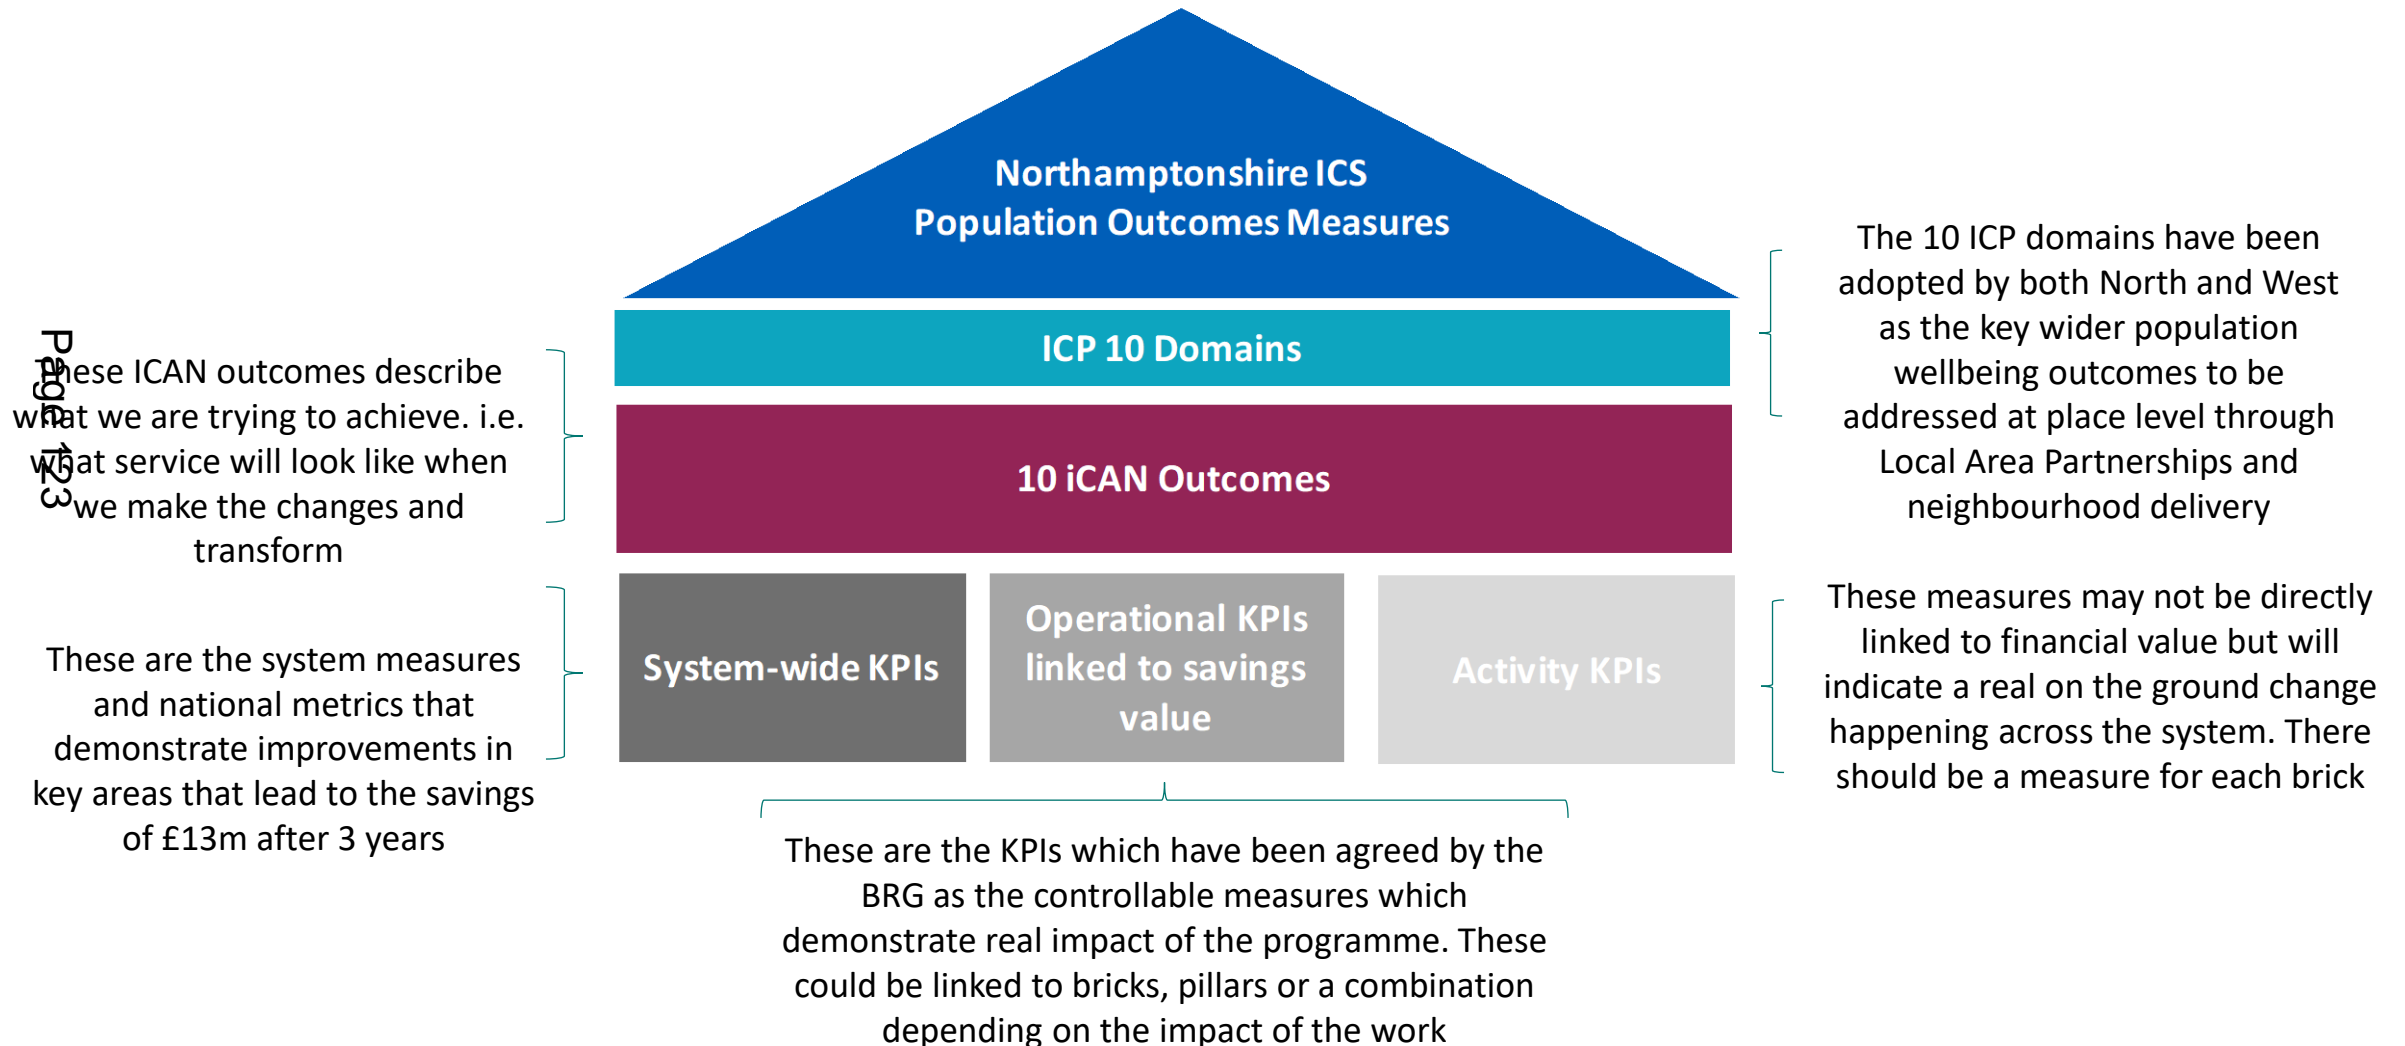 Northamptonshire ICS
Population Outcomes Measures
ICP 10 Domains
10 iCAN Outcomes
System-wide KPIs
Operational KPIs
linked to savings
value
Activity KPIs
Page 123
These ICAN outcomes describe
what we are trying to achieve. i.e.
what service will look like when
we make the changes and
transform
These are the system measures
and national metrics that
demonstrate improvements in
key areas that lead to the savings
of £13m after 3 years
The 10 ICP domains have been
adopted by both North and West
as the key wider population
wellbeing outcomes to be
addressed at place level through
Local Area Partnerships and
neighbourhood delivery
These measures may not be directly
linked to financial value but will
indicate a real on the ground change
happening across the system. There
should be a measure for each brick
These are the KPIs which have been agreed by the
BRG as the controllable measures which
demonstrate real impact of the programme. These
could be linked to bricks, pillars or a combination
depending on the impact of the work